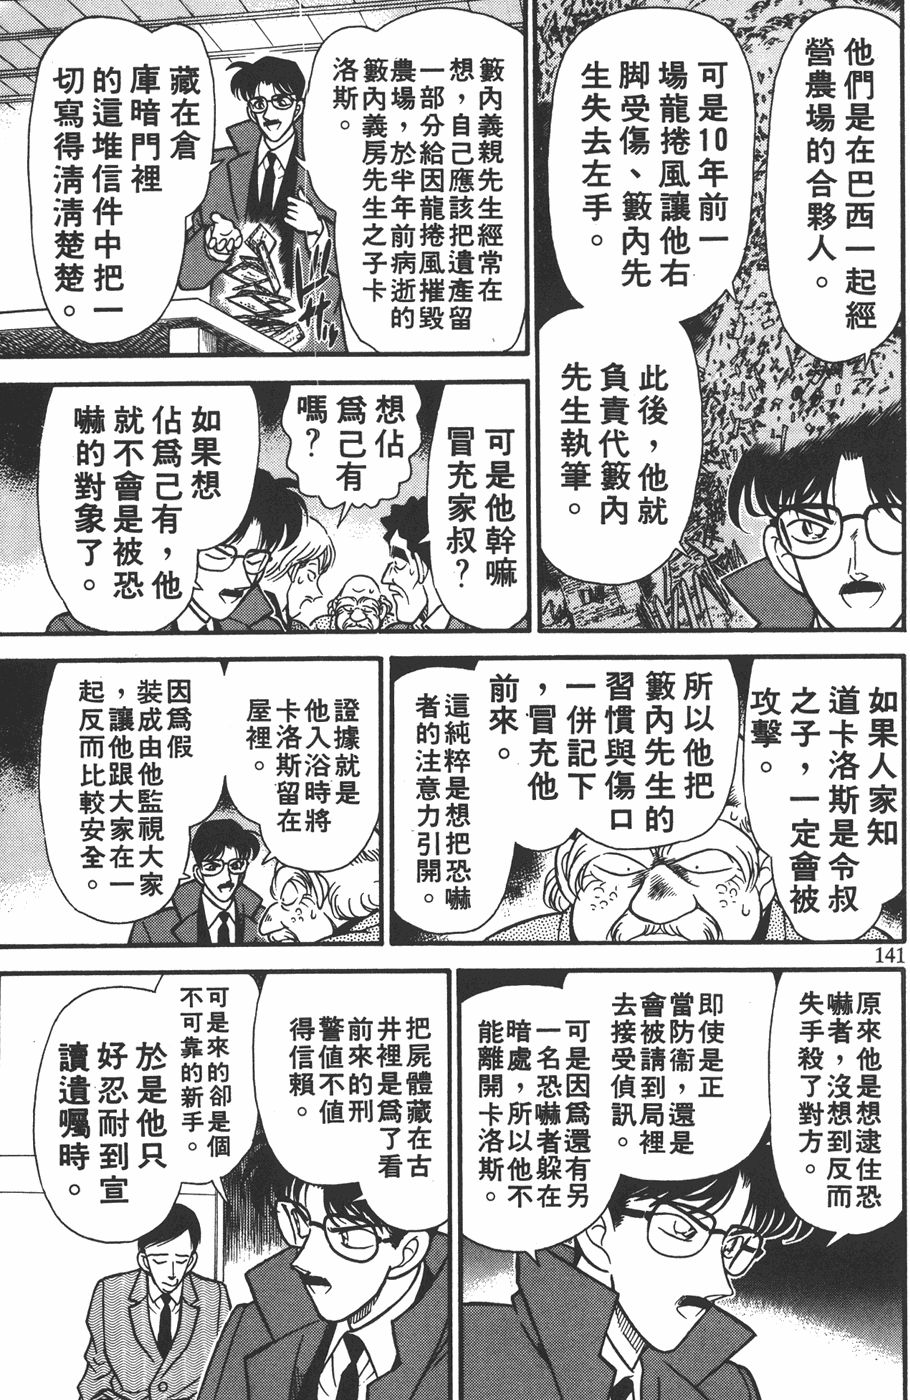 他們是在巴西一起經
營農場的合夥人。
可是10年前一
場龍捲風讓他右
脚受傷、籔內先
生失去左手。
此後，他就
負責代籔內
先生執筆。
籔內義親先生經常在
想，自己應該把遺產留
一部分給因龍捲風摧毀
農場，於半年前病逝的
籔內義房先生之子卡
洛斯。
藏在倉
庫暗門裡
的這堆信件中把一
切寫得清清楚楚。
可是他幹嘛
冒充家叔？
想佔
為己有
嗎？
如果想
佔為己有，他
就不會是被恐
嚇的對象了。
如果人家知
道卡洛斯是令叔
之子，一定會被
攻擊。
所以他把
籔內先生的
習慣與傷口
一併記下
，冒充他
前來。
這純粹是想把恐嚇
者的注意力引開。
證據就是
他入浴時將
卡洛斯留在
屋裡。
因為假
裝成由他監視大家
，讓他跟大家在一
起反而比較安全。
141
原來他是想逮住恐
嚇者，沒想到反而
失手殺了對方。
即使是正
當防衛，還是
會被請到局裡
去接受偵訊。
可是因為還有另
一名恐嚇者躲在
暗處，所以他不
能離開卡洛斯。
把屍體藏在古
井裡是為了看
前來的刑
警值不值
得信賴。
可是來的卻是個
不可靠的新手。
於是他只
好忍耐到宣
讀遺囑時。